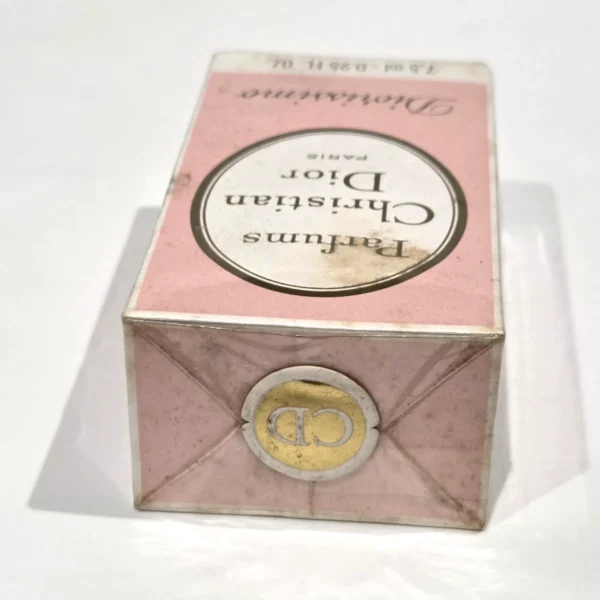 Parfums
Christian
Dior
PARIS
Diorissimo
7,5 ml - 0.25 Fl. Oz.
CD